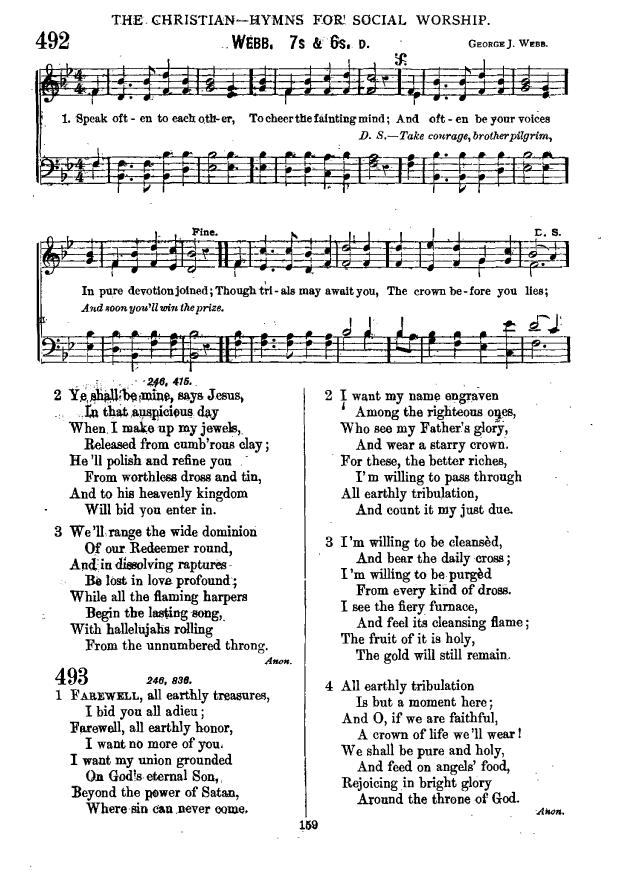 THE CHRISTIAN—HYMNS FOR SOCIAL WORSHIP.
492
WEBB. 7s & 6s. D.
GEORGE J. WEBB.
1. Speak oft - en to each oth - er, To cheer the fainting mind; And oft - en be your voices
D. S.—Take courage, brother pilgrim,
Fine.
D. S.
In pure devotion joined; Though tri - als may await you, The crown be - fore you lies;
And soon you'll win the prize.
246, 415.
2 Ye shall be mine, says Jesus,
In that auspicious day
When I make up my jewels,
Released from cumb'rous clay;
He'll polish and refine you
From worthless dross and tin,
And to his heavenly kingdom
Will bid you enter in.
3 We'll range the wide dominion
Of our Redeemer round,
And in dissolving raptures
Be lost in love profound;
While all the flaming harpers
Begin the lasting song,
With hallelujahs rolling
From the unnumbered throng.
Anon.
493
246, 836.
1 FAREWELL, all earthly treasures,
I bid you all adieu;
Farewell, all earthly honor,
I want no more of you.
I want my union grounded
On God's eternal Son,
Beyond the power of Satan,
Where sin can never come.
2 I want my name engraven
Among the righteous ones,
Who see my Father's glory,
And wear a starry crown.
For these, the better riches,
I'm willing to pass through
All earthly tribulation,
And count it my just due.
3 I'm willing to be cleansèd,
And bear the daily cross;
I'm willing to be purgèd
From every kind of dross.
I see the fiery furnace,
And feel its cleansing flame;
The fruit of it is holy,
The gold will still remain.
4 All earthly tribulation
Is but a moment here;
And O, if we are faithful,
A crown of life we'll wear!
We shall be pure and holy,
And feed on angels' food,
Rejoicing in bright glory
Around the throne of God.
Anon.
159